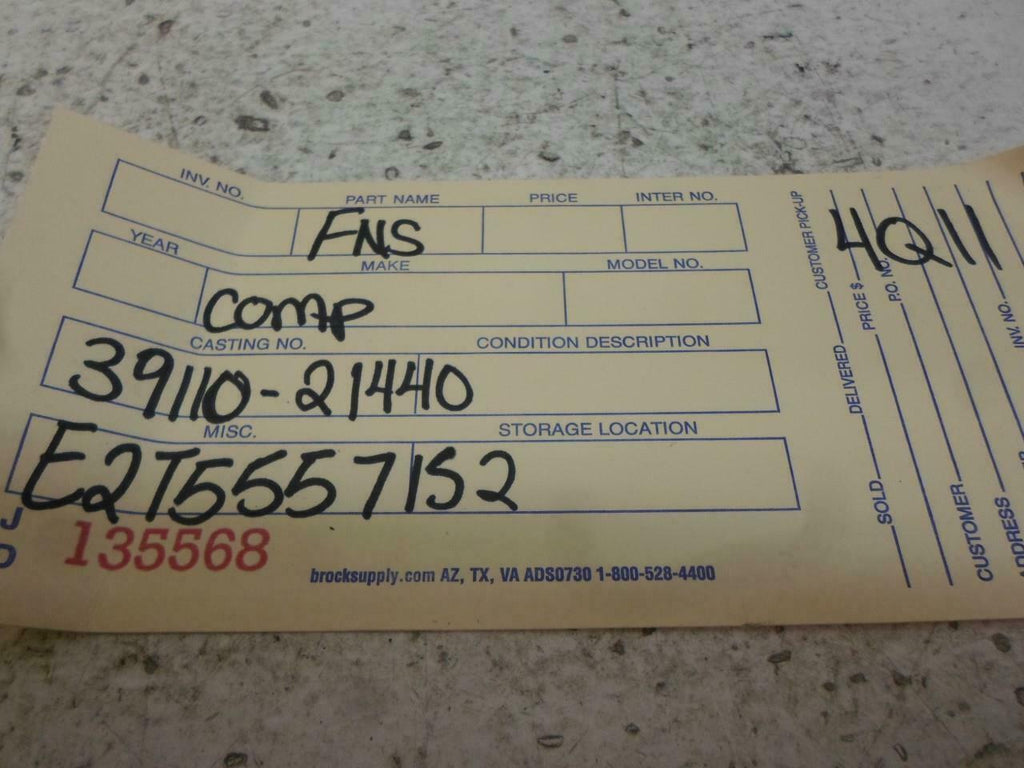 INV. NO. PART NAME PRICE INTER NO.
FNS
YEAR MAKE MODEL NO.
COMP
CASTING NO. CONDITION DESCRIPTION
39110-21440
MISC. STORAGE LOCATION
E2T55571S2
135568
brocksupply.com AZ, TX, VA ADS0730 1-800-528-4400
CUSTOMER PICK-UP
SOLD DELIVERED PRICE $
P.O. NO.
CUSTOMER
ADDRESS INV. NO.
4Q11